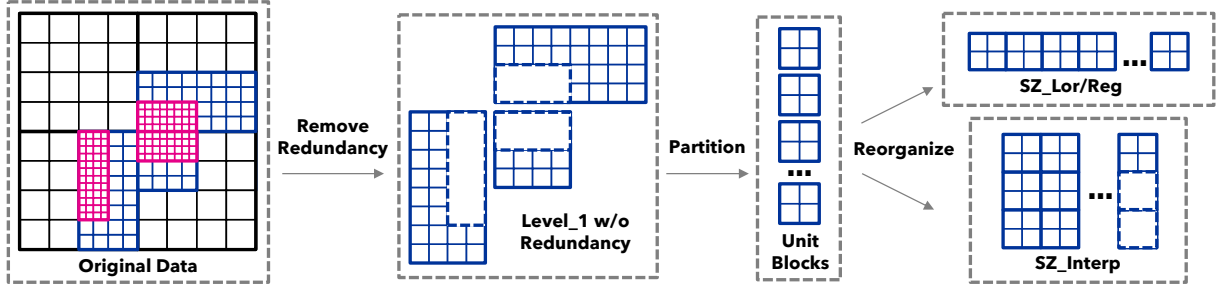 Original Data
Remove
Redundancy
Level_1 w/o
Redundancy
Partition
...
Unit
Blocks
Reorganize
...
SZ_Lor/Reg
...
SZ_Interp